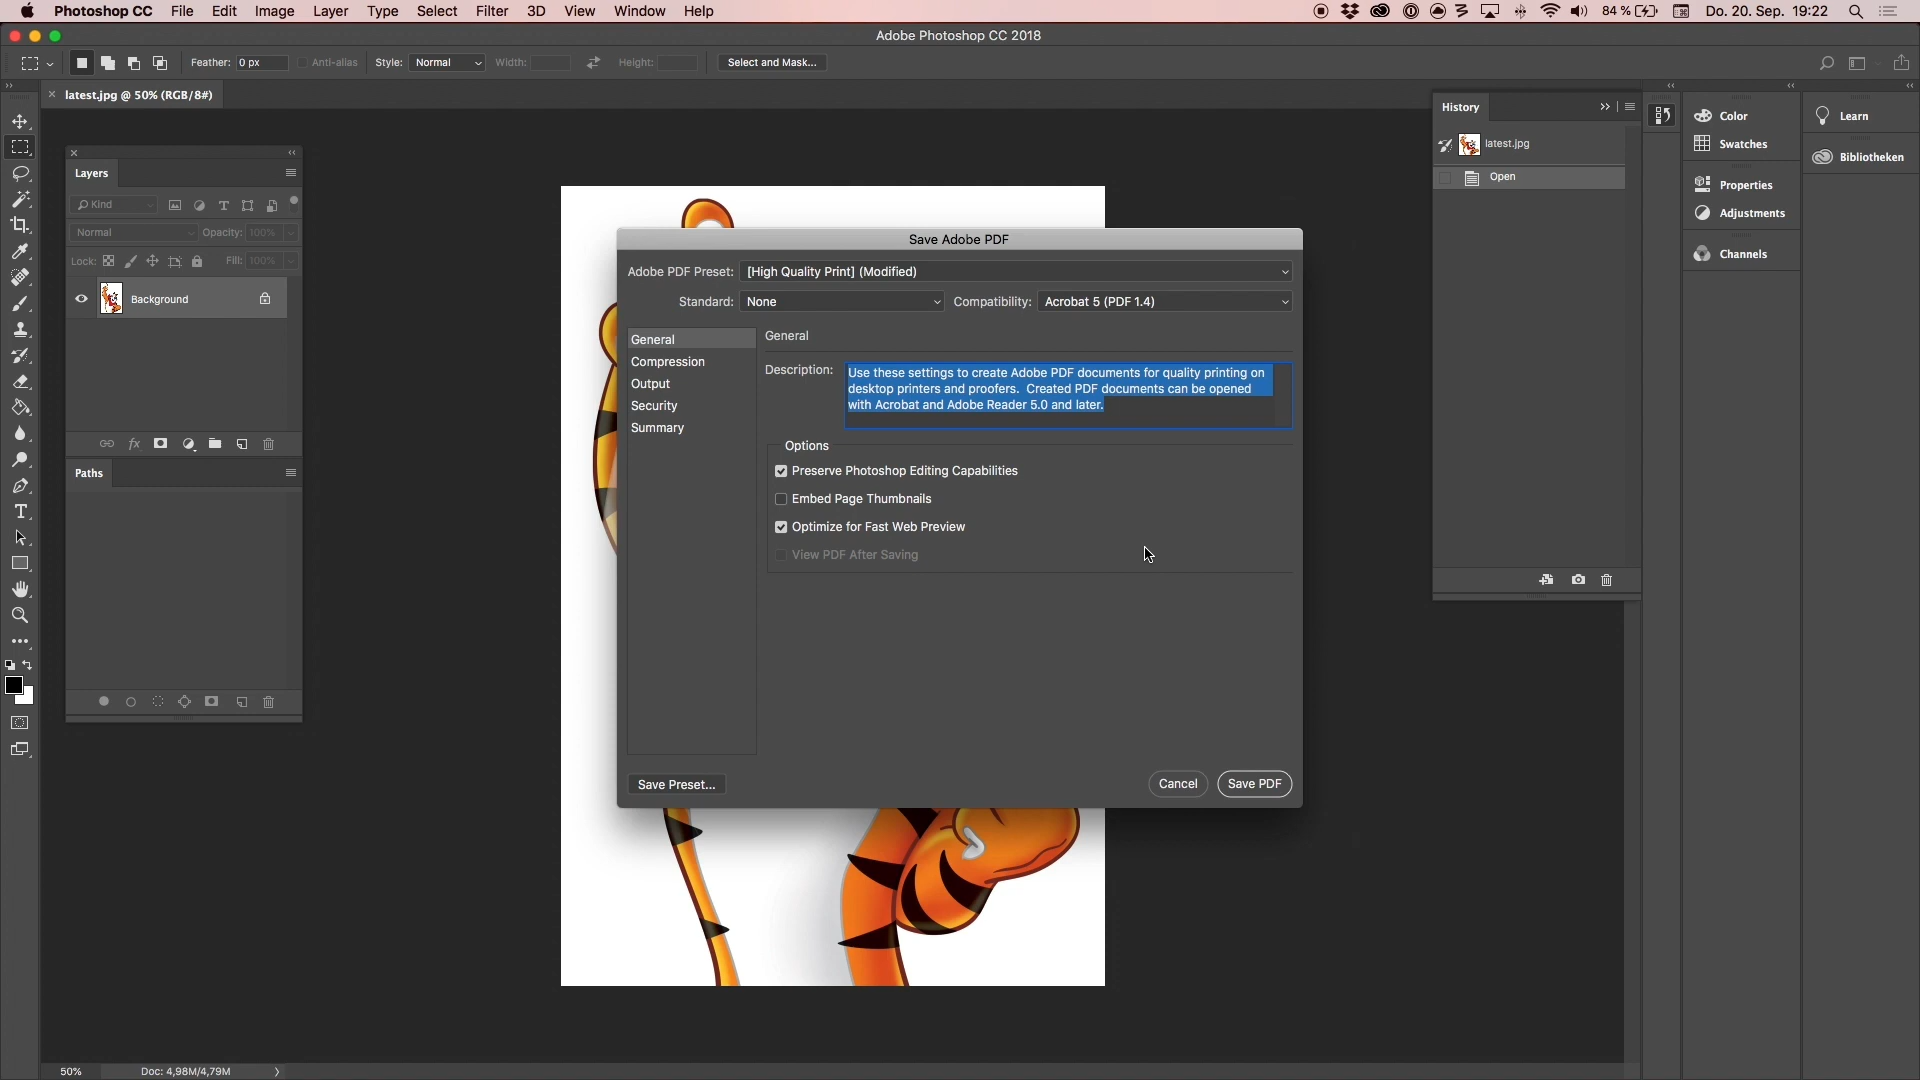 Photoshop CC File Edit Image Layer Type Select Filter 3D View Window Help 84 % Do. 20. Sep. 19:22
Adobe Photoshop CC 2018
Feather: 0 px Anti-alias Style: Normal Width: Height: Select and Mask...
latest.jpg @ 50% (RGB/8#)
Layers
Kind
Normal Opacity: 100%
Lock: Fill: 100%
Background
fx
Paths
Save Adobe PDF
Adobe PDF Preset: [High Quality Print] (Modified)
Standard: None Compatibility: Acrobat 5 (PDF 1.4)
General
Compression
Output
Security
Summary
General
Description: Use these settings to create Adobe PDF documents for quality printing on
desktop printers and proofers. Created PDF documents can be opened
with Acrobat and Adobe Reader 5.0 and later.
Options
Preserve Photoshop Editing Capabilities
Embed Page Thumbnails
Optimize for Fast Web Preview
View PDF After Saving
Save Preset... Cancel Save PDF
History
latest.jpg
Open
Color
Swatches
Properties
Adjustments
Channels
Learn
Bibliotheken
50% Doc: 4,98M/4,79M